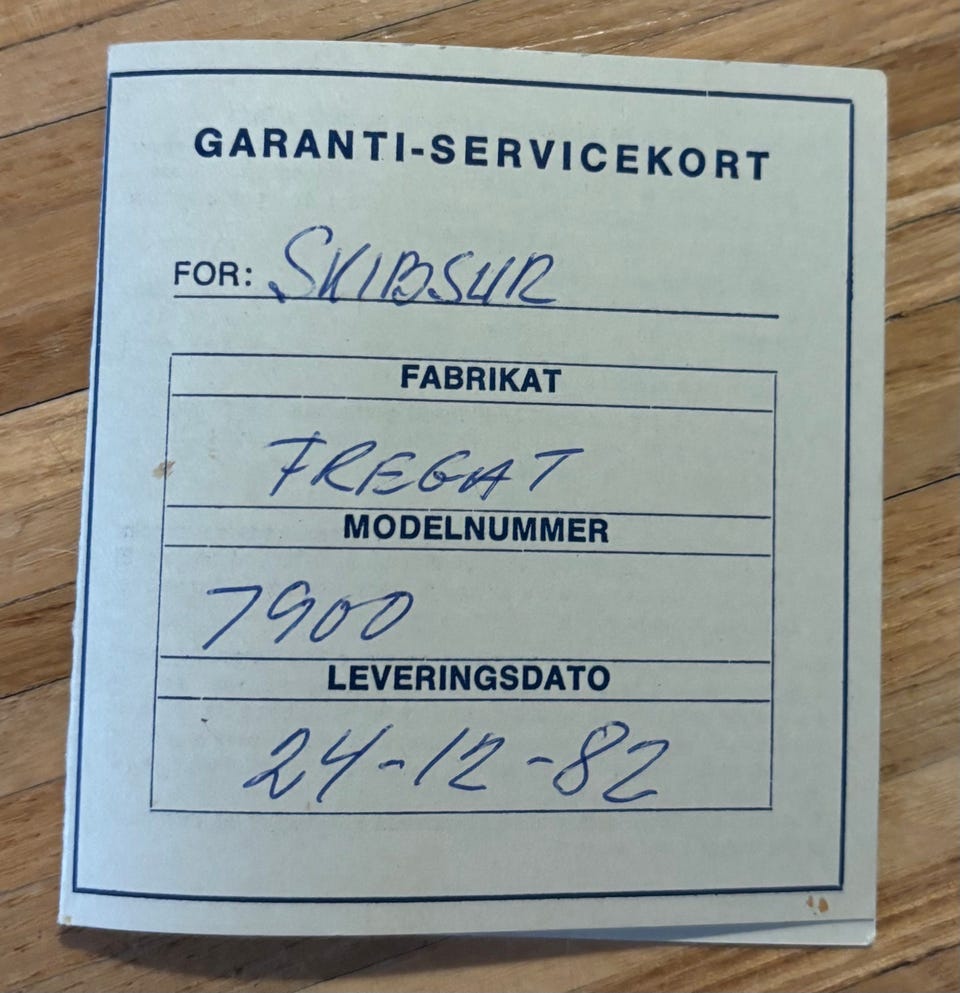 GARANTI-SERVICEKORT
FOR: SKIBSUR
FABRIKAT
FREGAT
MODELNUMMER
7900
LEVERINGSDATO
24-12-82